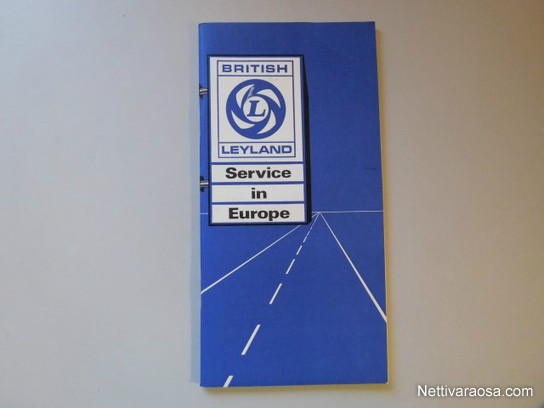 BRITISH
L
LEYLAND
Service
in
Europe
Nettivaraosa.com